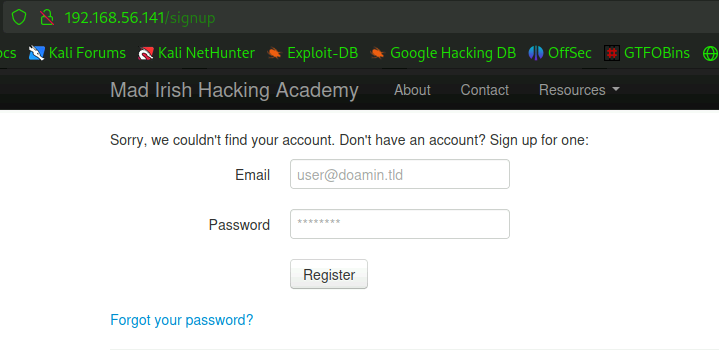 192.168.56.141/signup
ocs Kali Forums Kali NetHunter Exploit-DB Google Hacking DB OffSec GTFOBins
Mad Irish Hacking Academy About Contact Resources
Sorry, we couldn't find your account. Don't have an account? Sign up for one:
Email user@doamin.tld
Password ********
Register
Forgot your password?